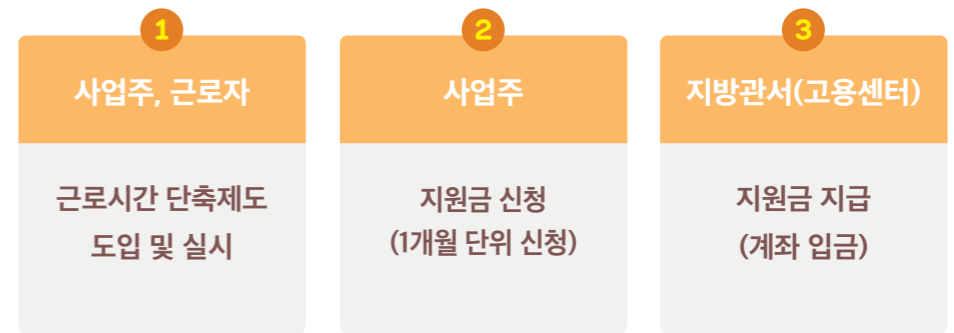 1
사업주, 근로자
근로시간 단축제도
도입 및 실시
2
사업주
지원금 신청
(1개월 단위 신청)
3
지방관서(고용센터)
지원금 지급
(계좌 입금)